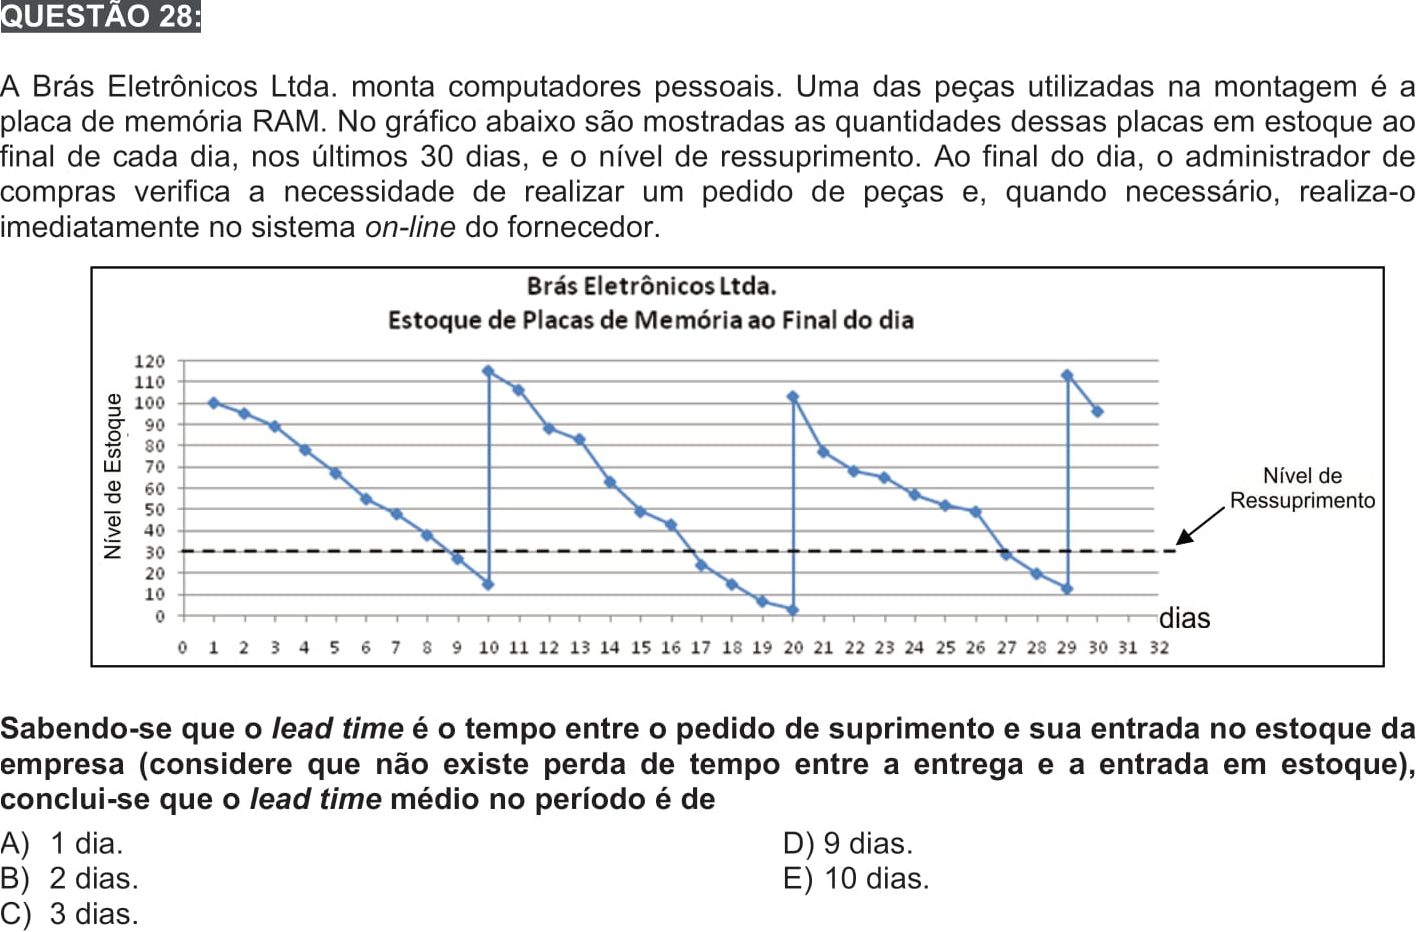 QUESTÃO 28:
A Brás Eletrônicos Ltda. monta computadores pessoais. Uma das peças utilizadas na montagem é a
placa de memória RAM. No gráfico abaixo são mostradas as quantidades dessas placas em estoque ao
final de cada dia, nos últimos 30 dias, e o nível de ressuprimento. Ao final do dia, o administrador de
compras verifica a necessidade de realizar um pedido de peças e, quando necessário, realiza-o
imediatamente no sistema on-line do fornecedor.
Brás Eletrônicos Ltda.
Estoque de Placas de Memória ao Final do dia
Nível de Estoque
120
110
100
90
80
70
60
50
40
30
20
10
0
Nível de
Ressuprimento
dias
0 1 2 3 4 5 6 7 8 9 10 11 12 13 14 15 16 17 18 19 20 21 22 23 24 25 26 27 28 29 30 31 32
Sabendo-se que o lead time é o tempo entre o pedido de suprimento e sua entrada no estoque da
empresa (considere que não existe perda de tempo entre a entrega e a entrada em estoque),
conclui-se que o lead time médio no período é de
A) 1 dia.
B) 2 dias.
C) 3 dias.
D) 9 dias.
E) 10 dias.